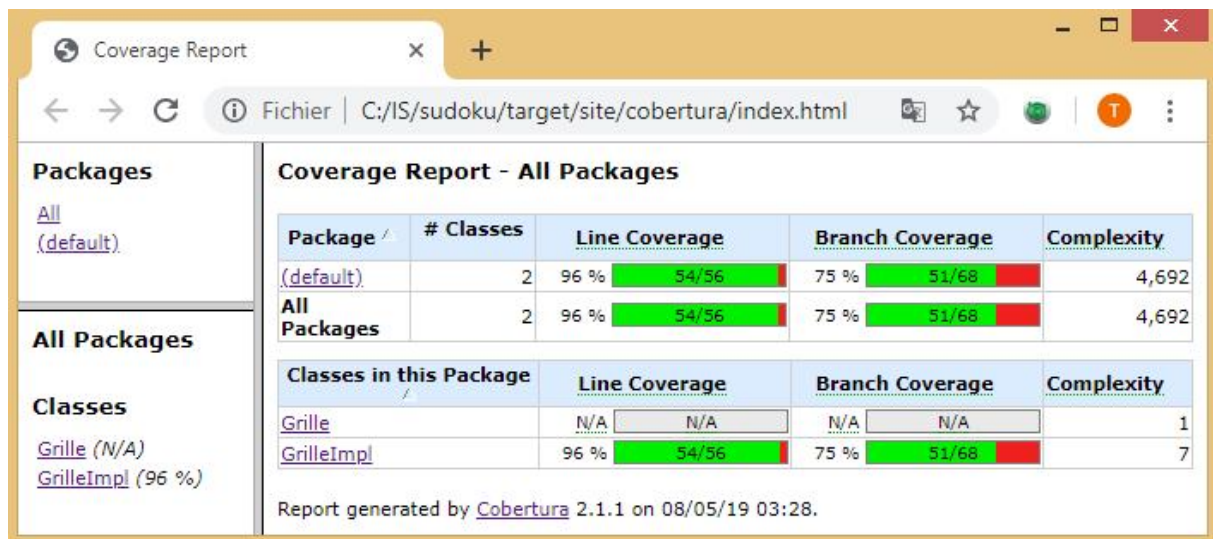 Coverage Report
Fichier | C:/IS/sudoku/target/site/cobertura/index.html T
Packages
All
(default)
All Packages
Classes
Grille (N/A)
GrilleImpl (96 %)
Coverage Report - All Packages
Package # Classes Line Coverage Branch Coverage Complexity
(default) 2 96 % 54/56 75 % 51/68 4,692
All Packages 2 96 % 54/56 75 % 51/68 4,692
Classes in this Package Line Coverage Branch Coverage Complexity
Grille N/A N/A N/A N/A 1
GrilleImpl 96 % 54/56 75 % 51/68 7
Report generated by Cobertura 2.1.1 on 08/05/19 03:28.